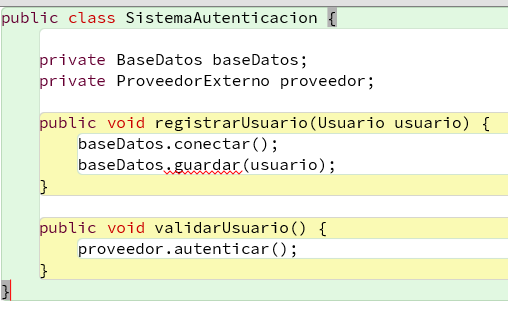 public class SistemaAutenticacion {
private BaseDatos baseDatos;
private ProveedorExterno proveedor;
public void registrarUsuario(Usuario usuario) {
baseDatos.conectar();
baseDatos.guardar(usuario);
}
public void validarUsuario() {
proveedor.autenticar();
}
}